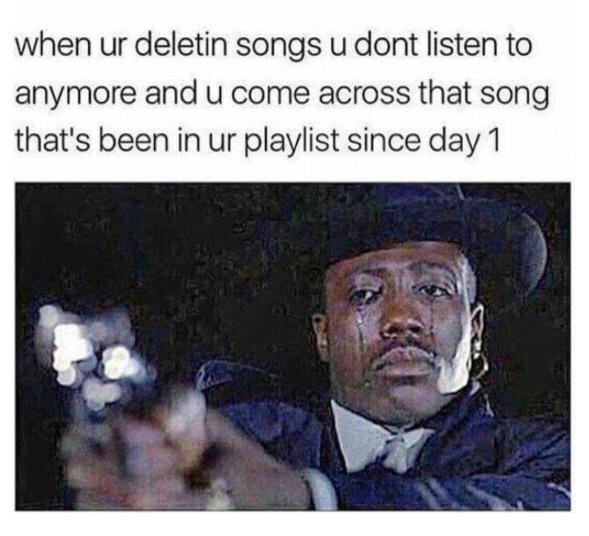 when ur deletin songs u dont listen to
anymore and u come across that song
that's been in ur playlist since day 1